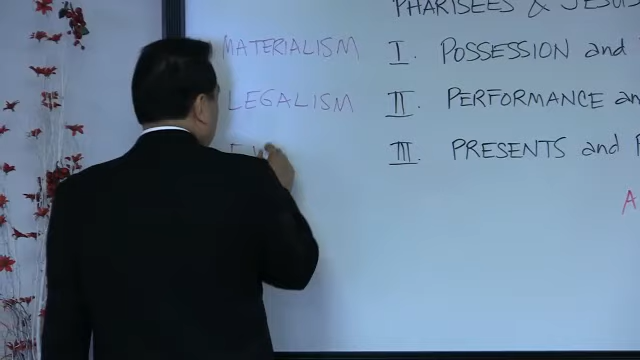 PHARISEES & JESUS
MATERIALISM I. POSSESSION and
LEGALISM II. PERFORMANCE and
III. PRESENTS and